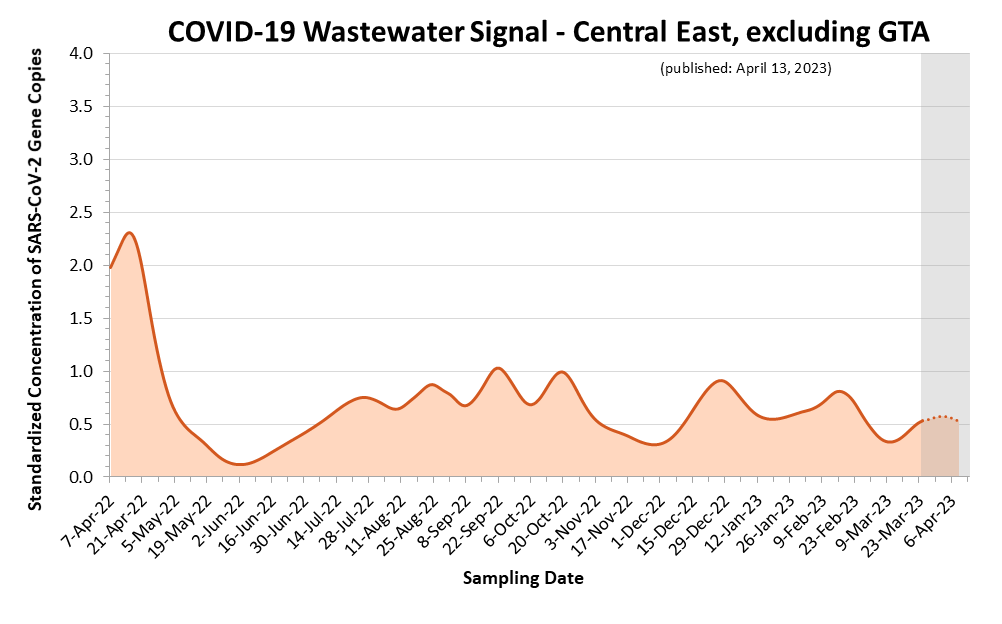 COVID-19 Wastewater Signal - Central East, excluding GTA
(published: April 13, 2023)
Standardized Concentration of SARS-CoV-2 Gene Copies
4.0
3.5
3.0
2.5
2.0
1.5
1.0
0.5
0.0
7-Apr-22
21-Apr-22
5-May-22
19-May-22
2-Jun-22
16-Jun-22
30-Jun-22
14-Jul-22
28-Jul-22
11-Aug-22
25-Aug-22
8-Sep-22
22-Sep-22
6-Oct-22
20-Oct-22
3-Nov-22
17-Nov-22
1-Dec-22
15-Dec-22
29-Dec-22
12-Jan-23
26-Jan-23
9-Feb-23
23-Feb-23
9-Mar-23
23-Mar-23
6-Apr-23
Sampling Date